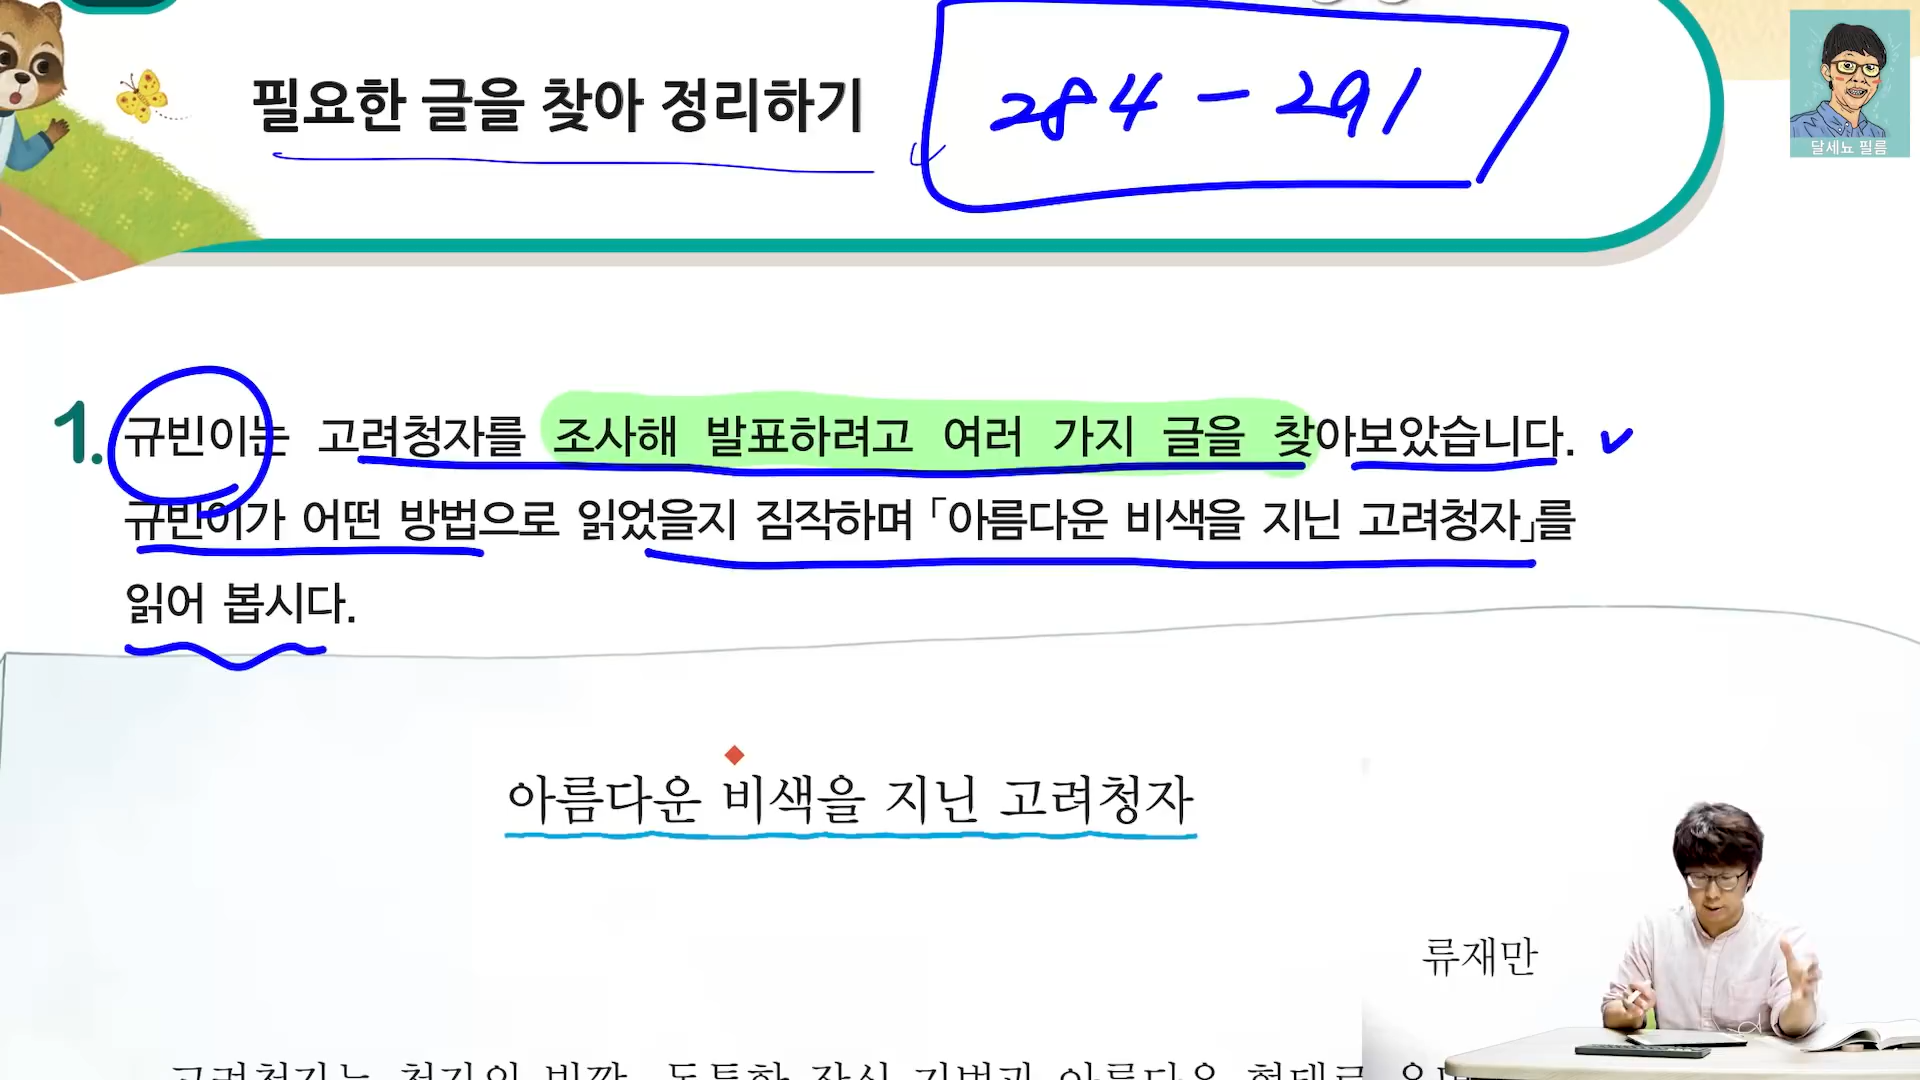 필요한 글을 찾아 정리하기
284 - 291
달세뇨 필름
1. 규빈이는 고려청자를 조사해 발표하려고 여러 가지 글을 찾아보았습니다.
규빈이가 어떤 방법으로 읽었을지 짐작하며 「아름다운 비색을 지닌 고려청자」를
읽어 봅시다.
아름다운 비색을 지닌 고려청자
류재만